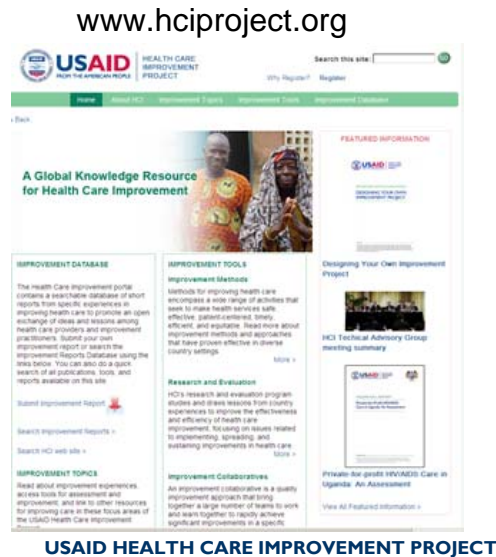 www.hciproject.org
USAID
FROM THE AMERICAN PEOPLE
HEALTH CARE
IMPROVEMENT
PROJECT
Search this site:
GO
Why Register? Register
Home About HCI Improvement Topics Improvement Tools Improvement Database
Back
A Global Knowledge Resource
for Health Care Improvement
IMPROVEMENT DATABASE
The Health Care Improvement portal
contains a searchable database of short
reports from specific experiences in
improving health care to promote an open
exchange of ideas and lessons among
health care providers and improvement
practitioners. Submit your own
improvement report or search the
Improvement Reports Database using the
links below. You can also do a quick
search of all publications, tools, and
reports available on this site.
Submit Improvement Report
Search Improvement Reports »
Search HCI web site »
IMPROVEMENT TOPICS
Read about improvement experiences,
access tools for assessment and
improvement, and link to other resources
for improving care in these focus areas of
the USAID Health Care Improvement
IMPROVEMENT TOOLS
Improvement Methods
Methods for improving health care
encompass a wide range of activities that
seek to make health services safe,
effective, patient-centered, timely,
efficient, and equitable. Read more about
improvement methods and approaches
that have proven effective in diverse
country settings.
More »
Research and Evaluation
HCI's research and evaluation program
studies and draws lessons from country
experiences to improve the effectiveness
and efficiency of health care
improvement, focusing on issues related
to implementing, spreading, and
sustaining improvements in health care.
More »
Improvement Collaboratives
An improvement collaborative is a quality
improvement approach that bring
together a large number of teams to work
and learn together to rapidly achieve
significant improvements in a specific
FEATURED INFORMATION
USAID
DESIGNING YOUR OWN
IMPROVEMENT PROJECT
Designing Your Own Improvement
Project
HCI Techical Advisory Group
meeting summary
USAID
Private-for-profit HIV/AIDS Care in
Uganda: An Assessment
View All Featured Information »
USAID HEALTH CARE IMPROVEMENT PROJECT